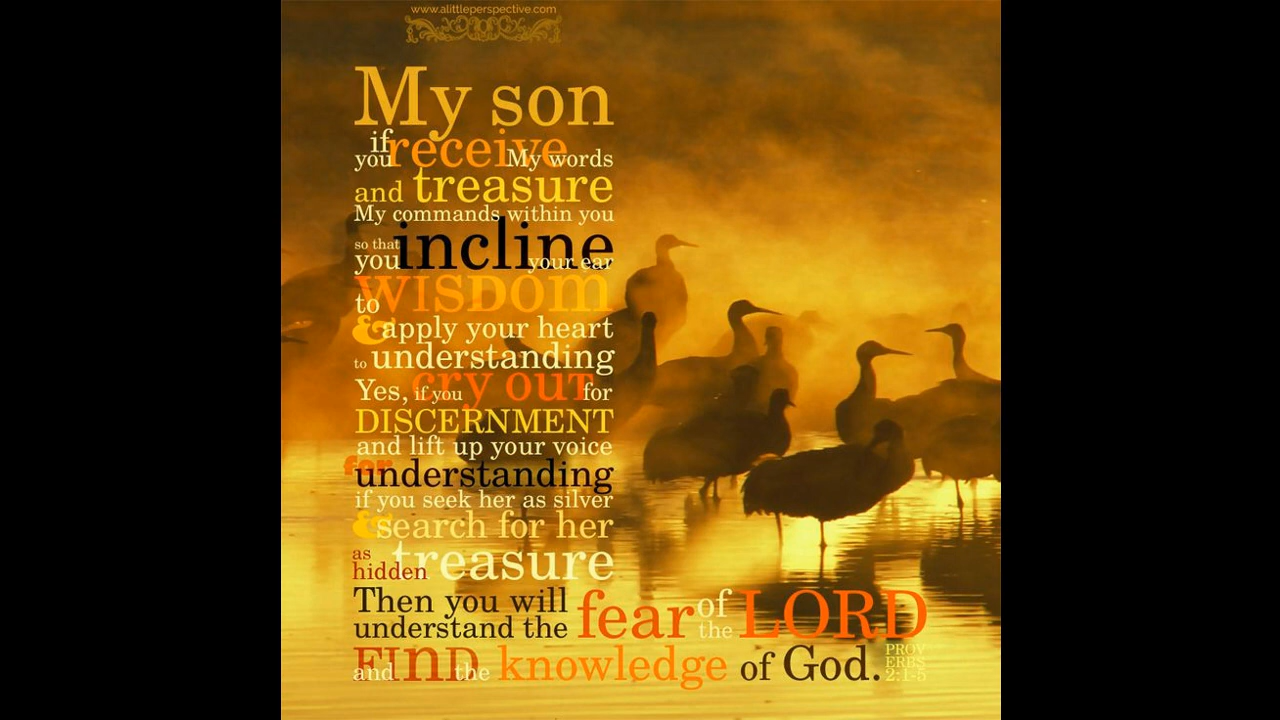 www.alittleperspective.com
My son
if you receive My words
and treasure
My commands within you
so that you incline your ear
to WISDOM
& apply your heart
to understanding
Yes, if you cry out for
DISCERNMENT
and lift up your voice
for understanding
if you seek her as silver
& search for her
as hidden treasure
Then you will understand the fear of the LORD
and FIND the knowledge of God.
PROV
ERBS
2:1-5